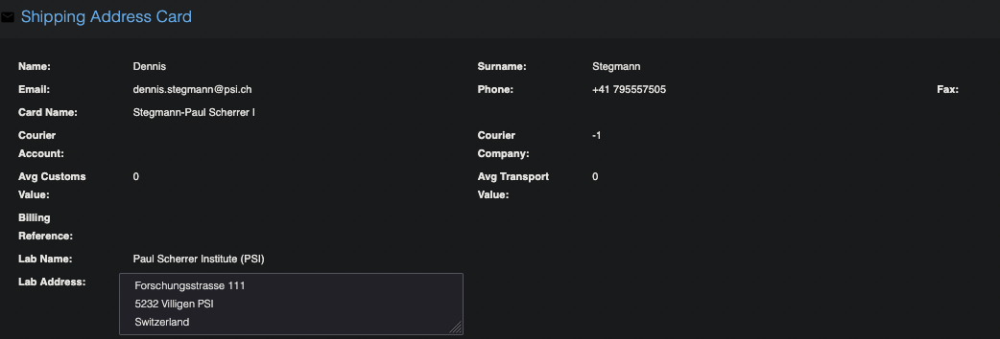 Shipping Address Card
Name: Dennis Surname: Stegmann
Email: dennis.stegmann@psi.ch Phone: +41 795557505 Fax:
Card Name: Stegmann-Paul Scherrer I
Courier Account: Courier Company: -1
Avg Customs Value: 0 Avg Transport Value: 0
Billing Reference:
Lab Name: Paul Scherrer Institute (PSI)
Lab Address: Forschungsstrasse 111
5232 Villigen PSI
Switzerland